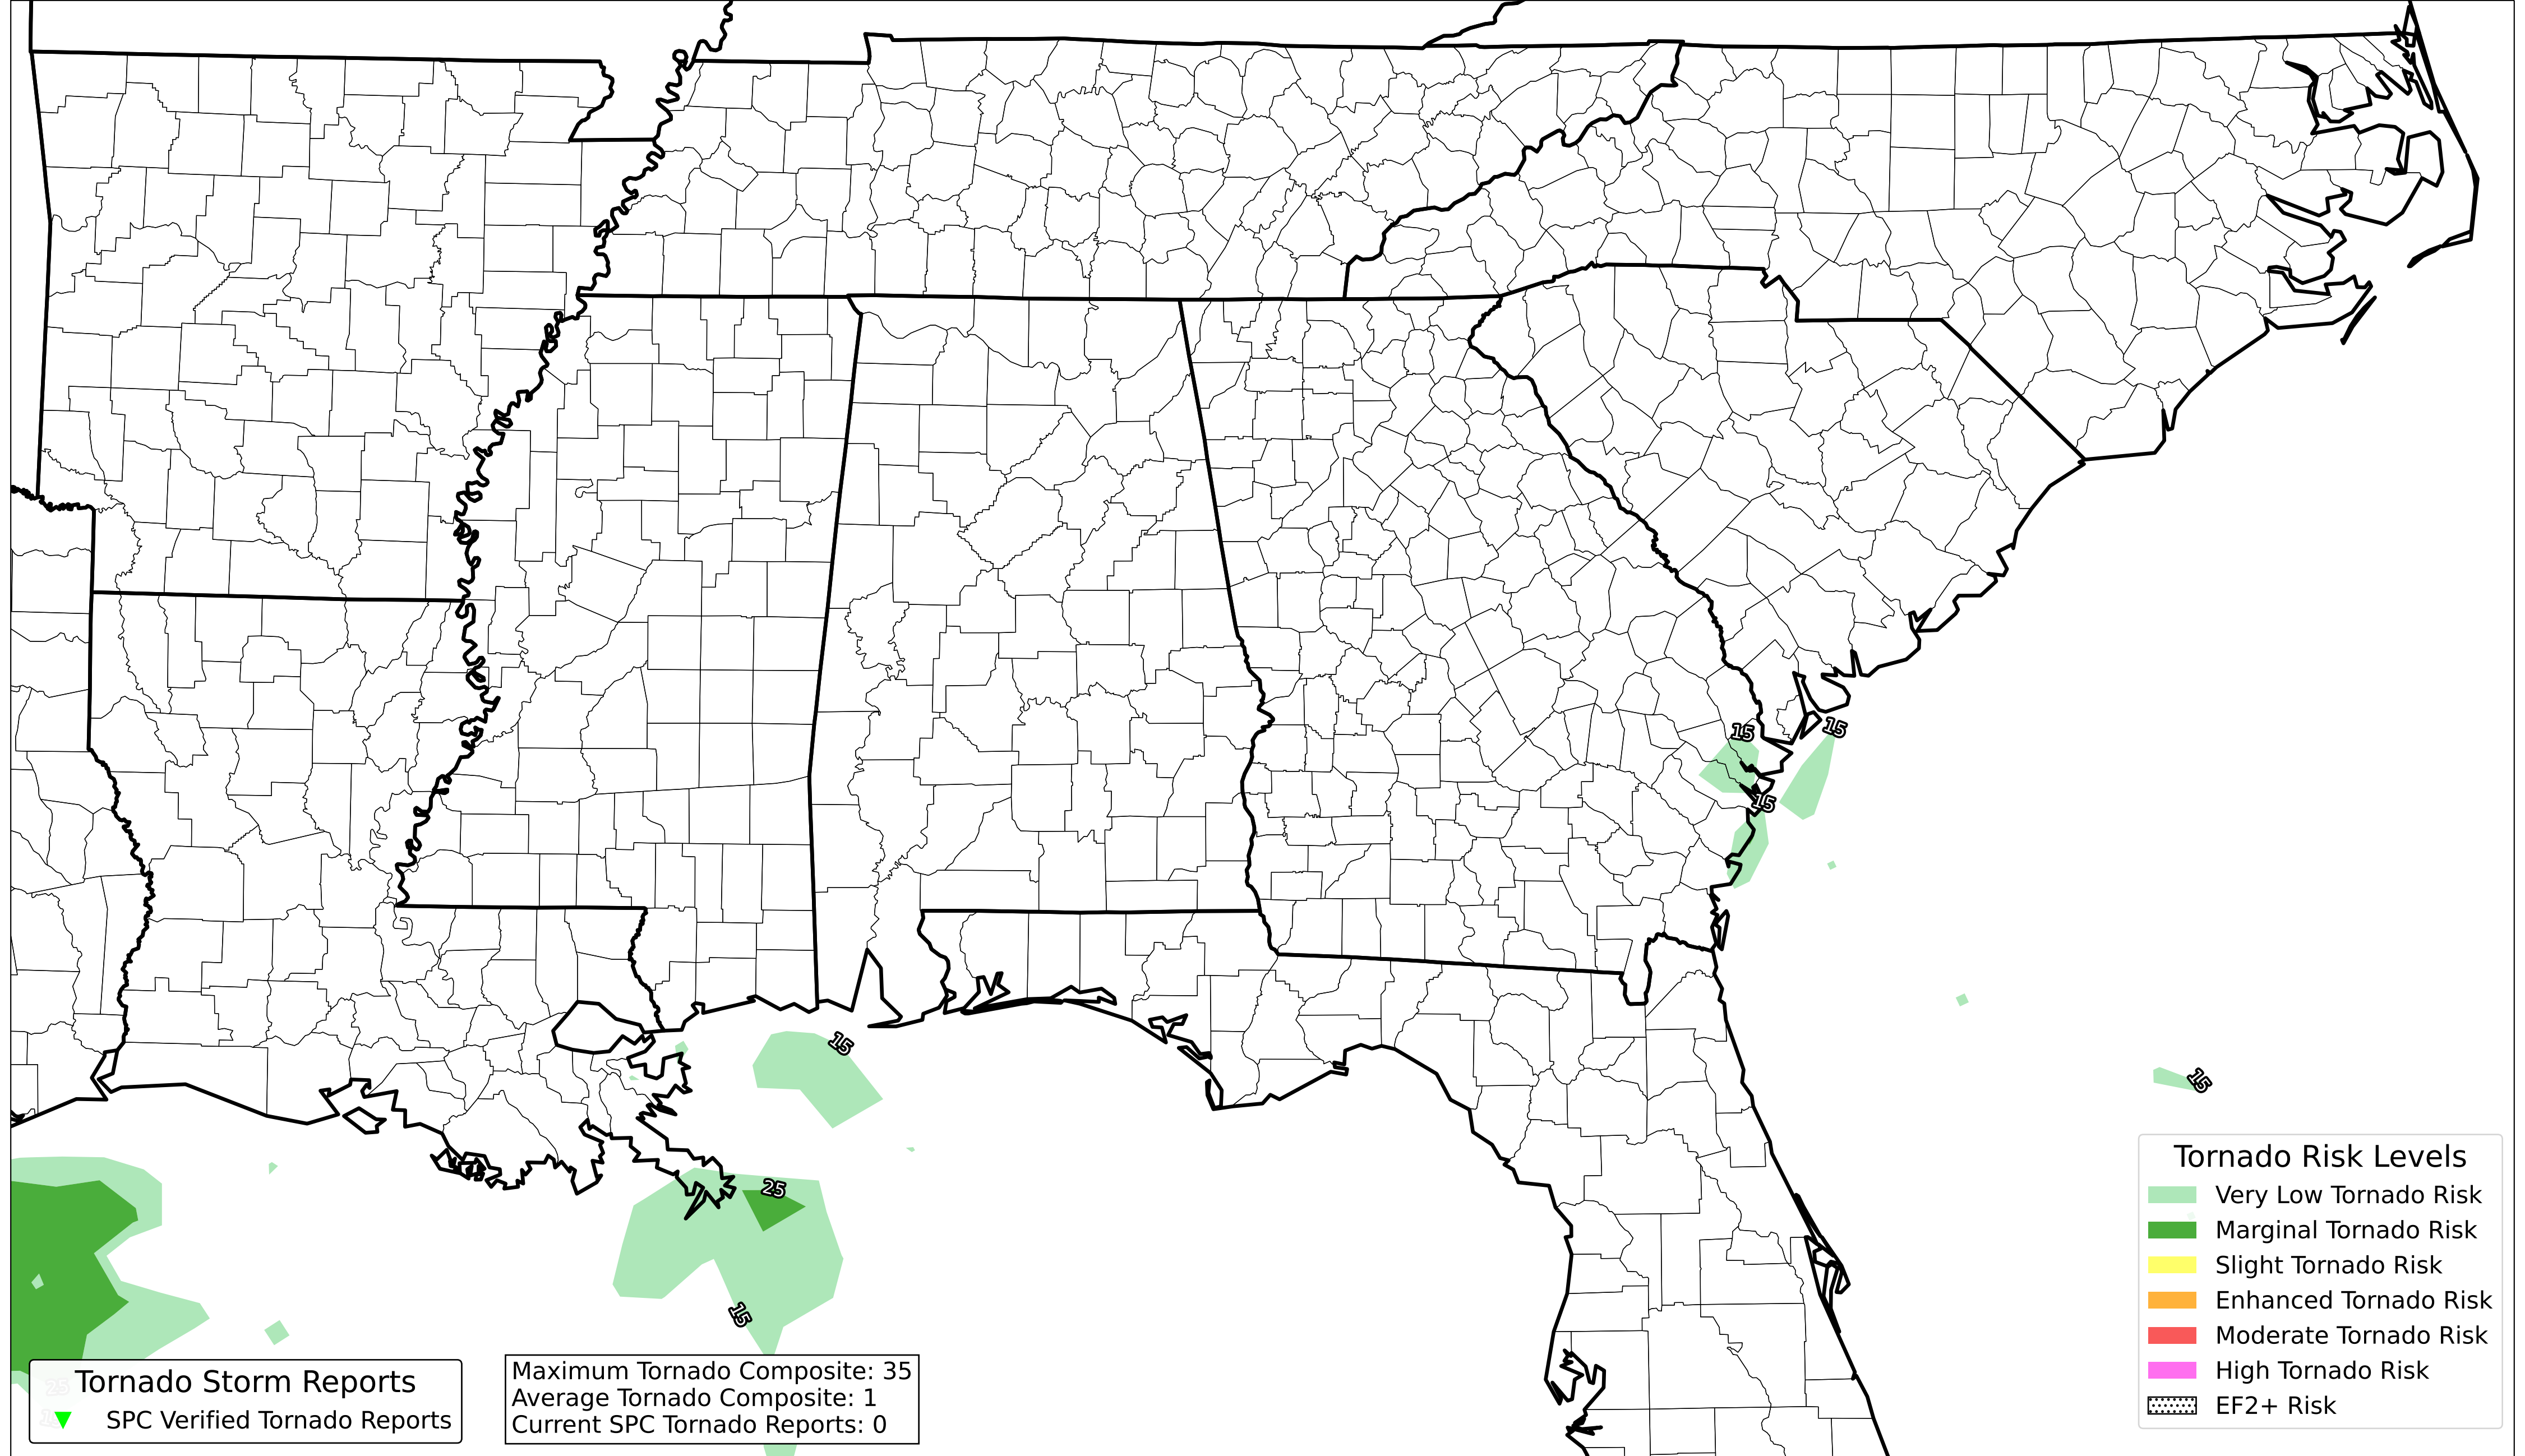 15
15
15
15
15
25
15
25
Tornado Storm Reports
SPC Verified Tornado Reports
Maximum Tornado Composite: 35
Average Tornado Composite: 1
Current SPC Tornado Reports: 0
Tornado Risk Levels
Very Low Tornado Risk
Marginal Tornado Risk
Slight Tornado Risk
Enhanced Tornado Risk
Moderate Tornado Risk
High Tornado Risk
EF2+ Risk